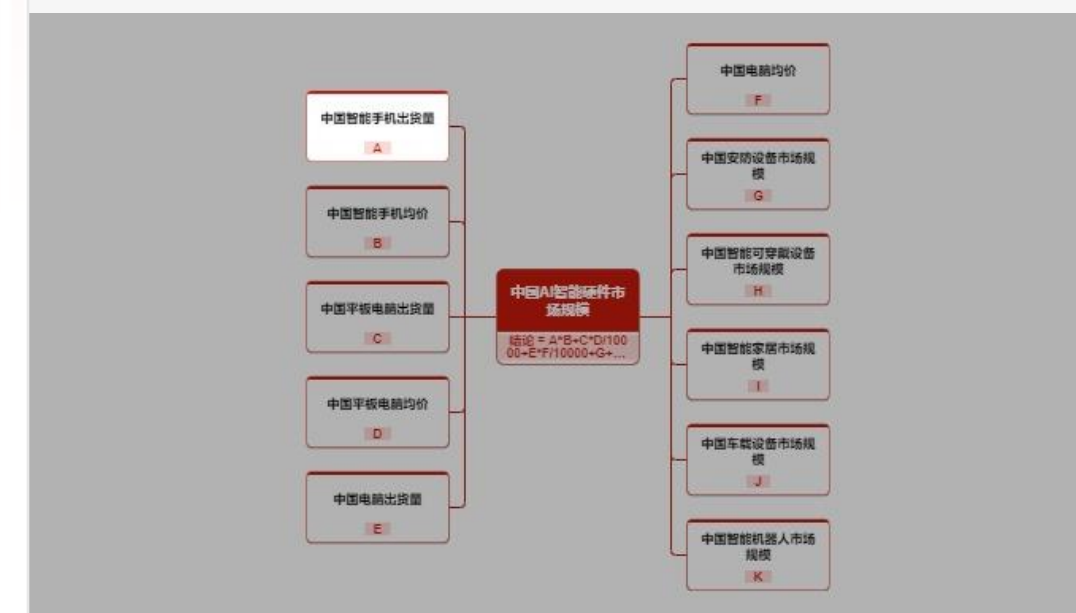 中国智能手机出货量
A
中国智能手机均价
B
中国平板电脑出货量
C
中国平板电脑均价
D
中国电脑出货量
E
中国AI智能硬件市
场规模
结论 = A*B+C*D/100
00+E*F/10000+G+...
中国电脑均价
F
中国安防设备市场规
模
G
中国智能可穿戴设备
市场规模
H
中国智能家居市场规
模
I
中国车载设备市场规
模
J
中国智能机器人市场
规模
K